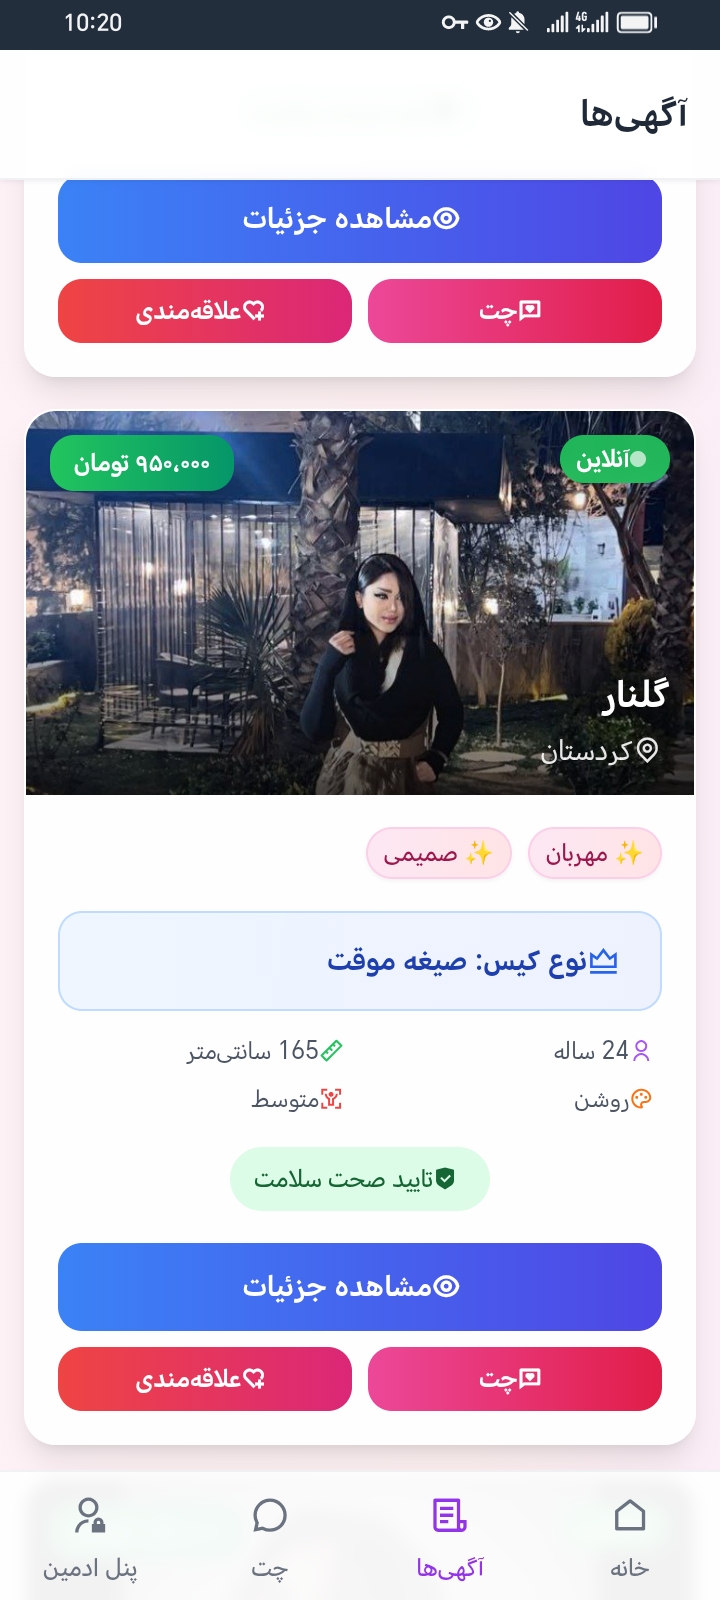 10:20
4G
آگهی‌ها
مشاهده جزئیات
چت
علاقه‌مندی
آنلاین
۹۵۰,۰۰۰ تومان
گلنار
کردستان
✨ مهربان
✨ صمیمی
نوع کیس: صیغه موقت
24 ساله
165 سانتی‌متر
روشن
متوسط
تایید صحت سلامت
مشاهده جزئیات
چت
علاقه‌مندی
خانه
آگهی‌ها
چت
پنل ادمین